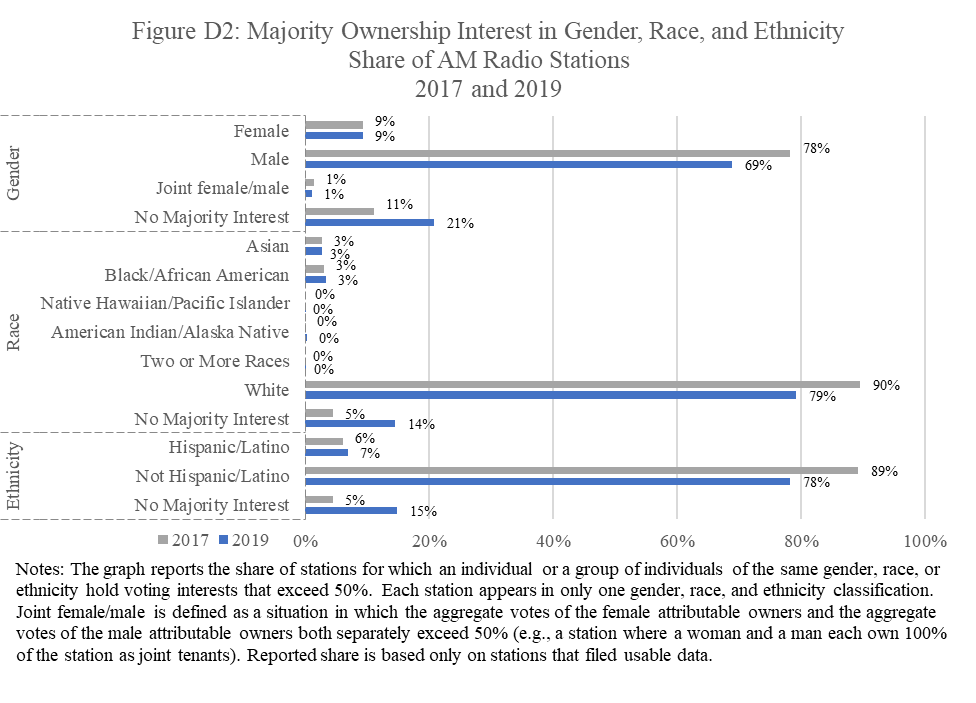 Figure D2: Majority Ownership Interest in Gender, Race, and Ethnicity
Share of AM Radio Stations
2017 and 2019
Gender
Female
9%
9%
Male
78%
69%
Joint female/male
1%
1%
No Majority Interest
11%
21%
Race
Asian
3%
3%
Black/African American
3%
3%
Native Hawaiian/Pacific Islander
0%
0%
American Indian/Alaska Native
0%
0%
Two or More Races
0%
0%
White
90%
79%
No Majority Interest
5%
14%
Ethnicity
Hispanic/Latino
6%
7%
Not Hispanic/Latino
89%
78%
No Majority Interest
5%
15%
2017 2019
0% 20% 40% 60% 80% 100%
Notes: The graph reports the share of stations for which an individual or a group of individuals of the same gender, race, or
ethnicity hold voting interests that exceed 50%. Each station appears in only one gender, race, and ethnicity classification.
Joint female/male is defined as a situation in which the aggregate votes of the female attributable owners and the aggregate
votes of the male attributable owners both separately exceed 50% (e.g., a station where a woman and a man each own 100%
of the station as joint tenants). Reported share is based only on stations that filed usable data.